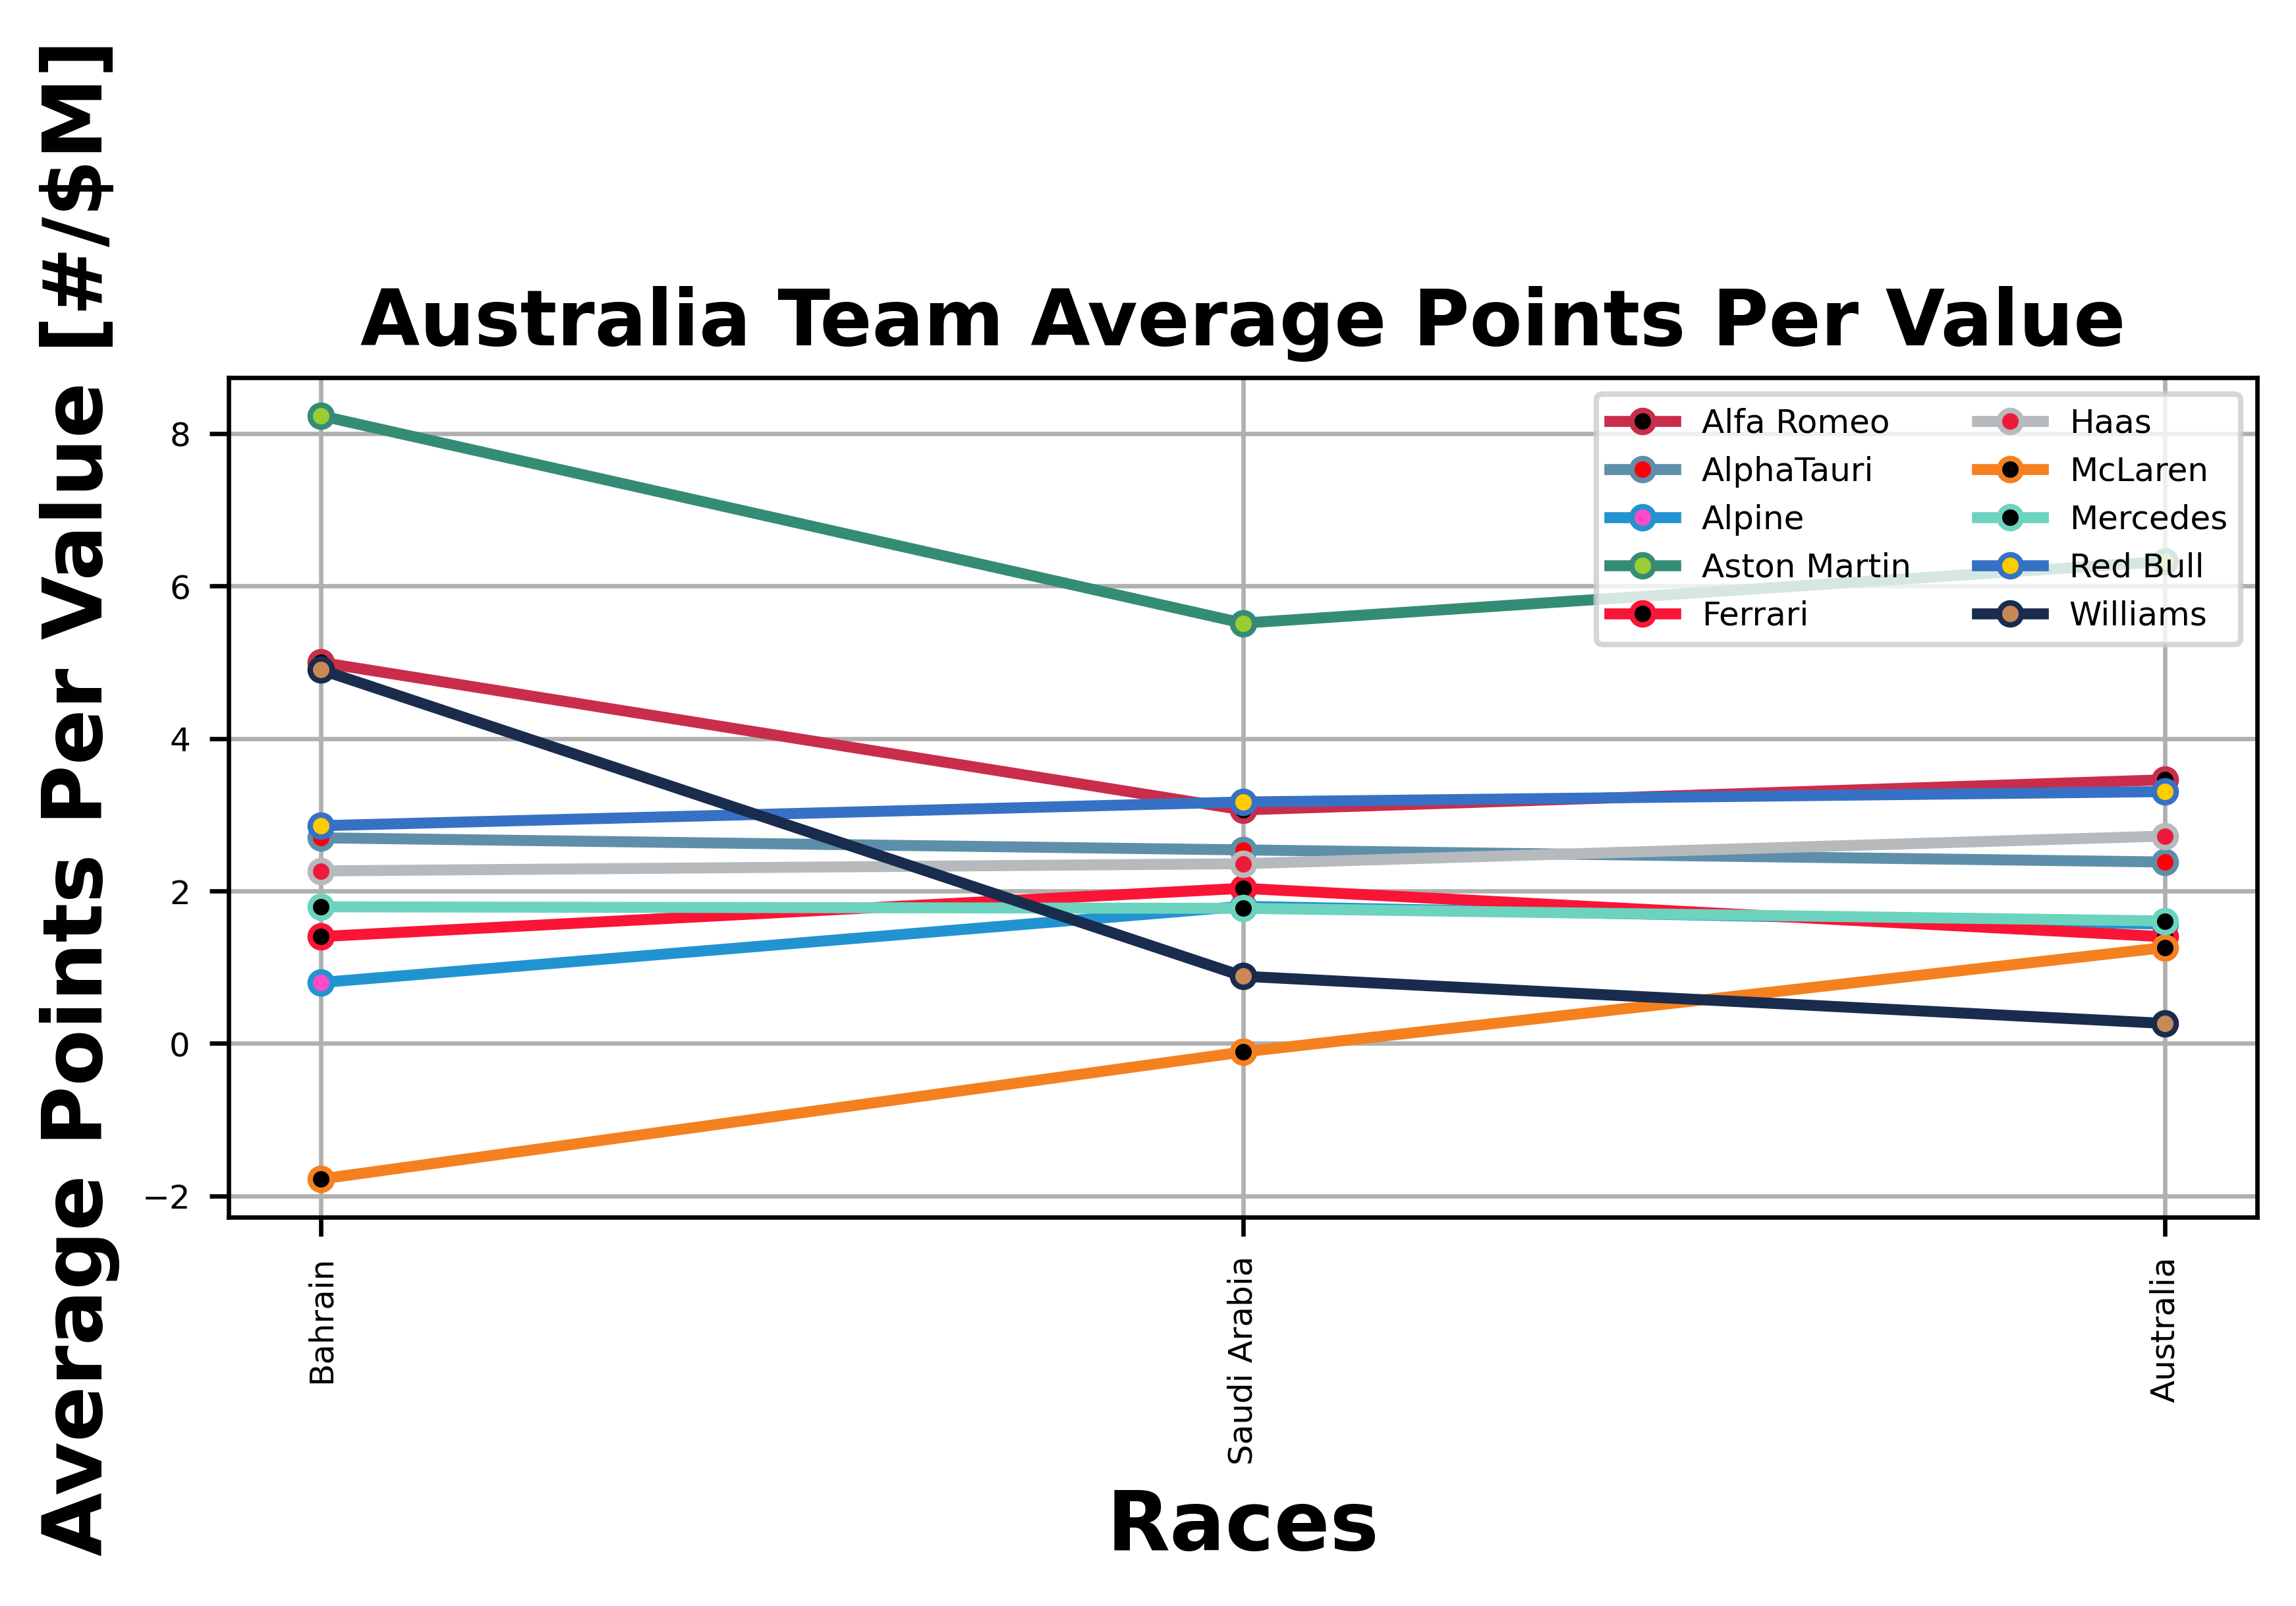 Australia Team Average Points Per Value
Average Points Per Value [#/$M]
8
6
4
2
0
−2
Alfa Romeo
AlphaTauri
Alpine
Aston Martin
Ferrari
Haas
McLaren
Mercedes
Red Bull
Williams
Bahrain
Saudi Arabia
Australia
Races